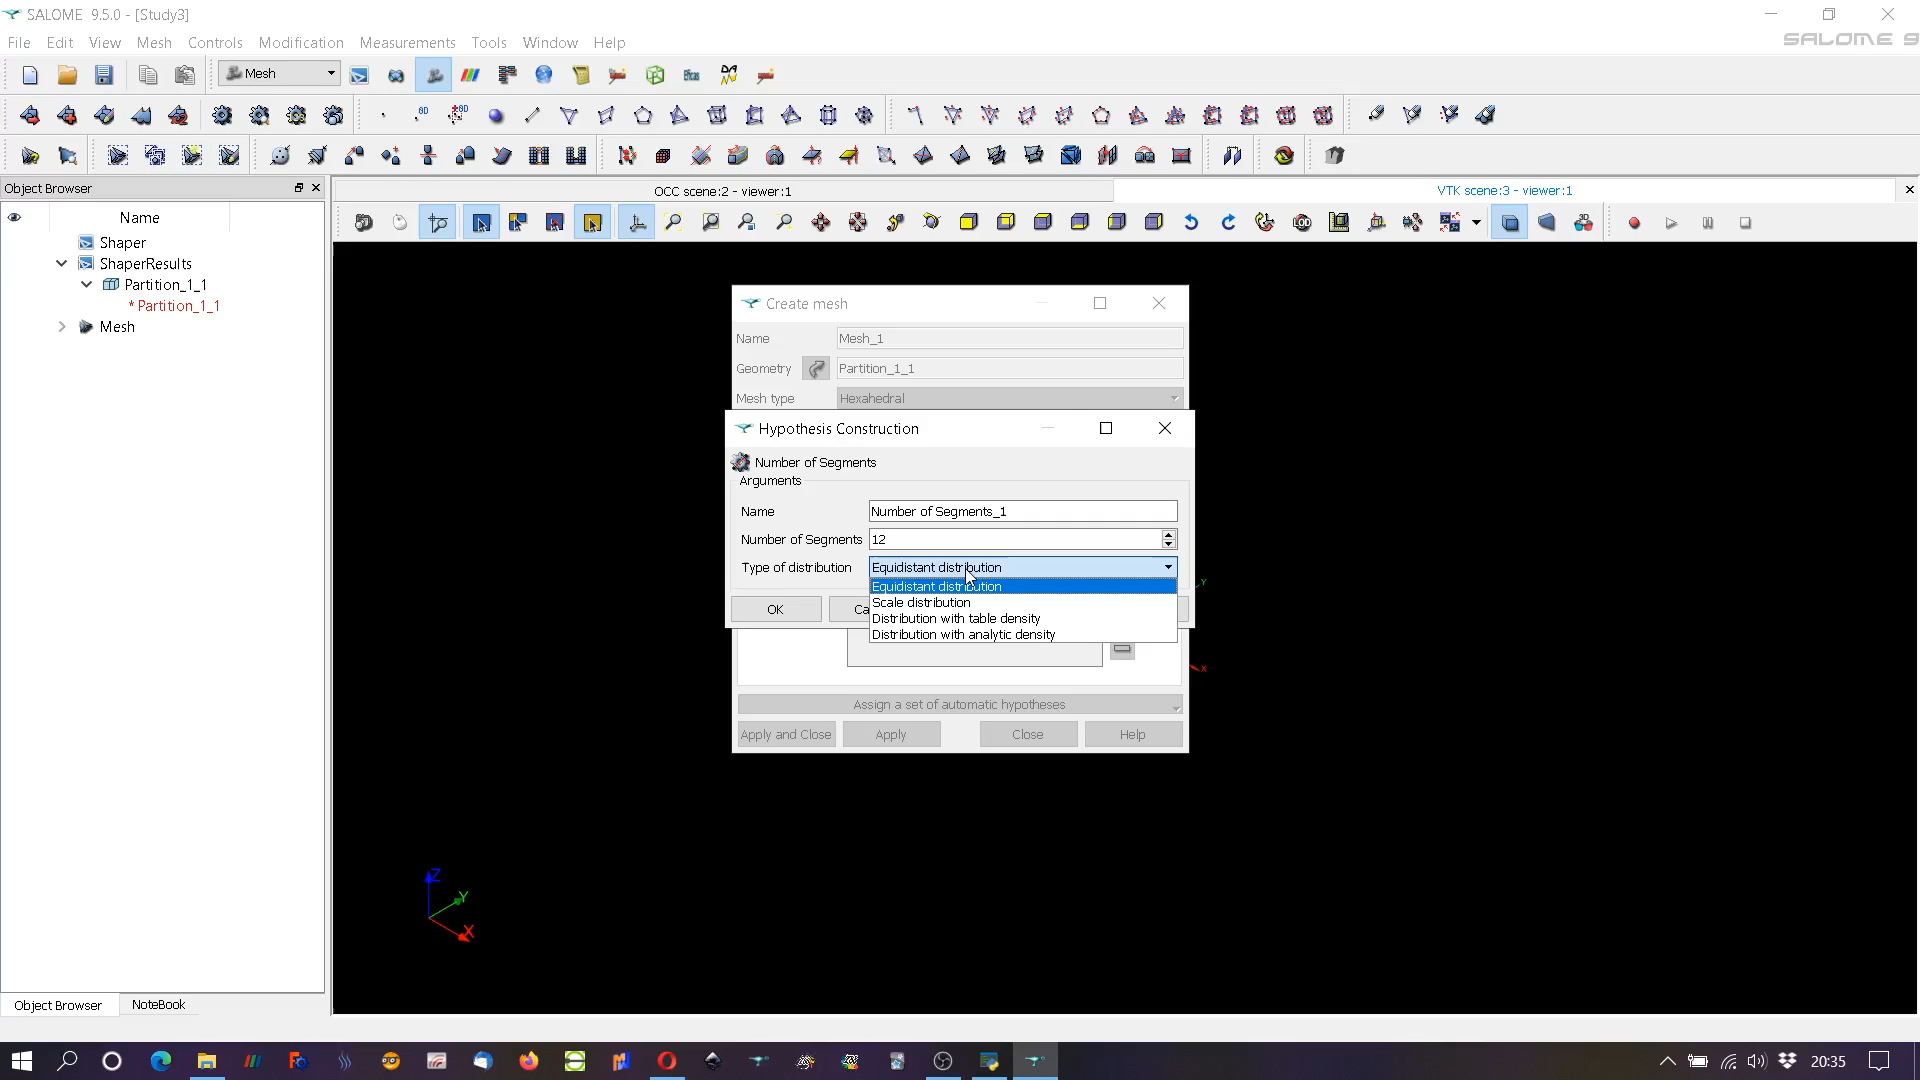 SALOME 9.5.0 - [Study3]
File Edit View Mesh Controls Modification Measurements Tools Window Help
SALOME 9
Mesh
0D
0D
Eficas
Object Browser
OCC scene:2 - viewer:1
VTK scene:3 - viewer:1
Name
Shaper
ShaperResults
Partition_1_1
* Partition_1_1
Mesh
Create mesh
Name Mesh_1
Geometry Partition_1_1
Mesh type Hexahedral
Hypothesis Construction
Number of Segments
Arguments
Name Number of Segments_1
Number of Segments 12
Type of distribution Equidistant distribution
Equidistant distribution
Scale distribution
Distribution with table density
Distribution with analytic density
OK Ca
Y
X
Assign a set of automatic hypotheses
Apply and Close Apply Close Help
Z
Y
X
Object Browser NoteBook
20:35